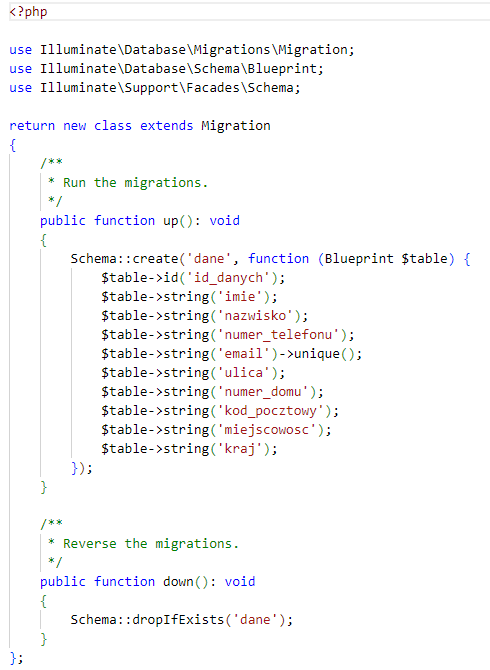 <?php
use Illuminate\Database\Migrations\Migration;
use Illuminate\Database\Schema\Blueprint;
use Illuminate\Support\Facades\Schema;
return new class extends Migration
{
    /**
     * Run the migrations.
     */
    public function up(): void
    {
        Schema::create('dane', function (Blueprint $table) {
            $table->id('id_danych');
            $table->string('imie');
            $table->string('nazwisko');
            $table->string('numer_telefonu');
            $table->string('email')->unique();
            $table->string('ulica');
            $table->string('numer_domu');
            $table->string('kod_pocztowy');
            $table->string('miejscowosc');
            $table->string('kraj');
        });
    }
    /**
     * Reverse the migrations.
     */
    public function down(): void
    {
        Schema::dropIfExists('dane');
    }
};